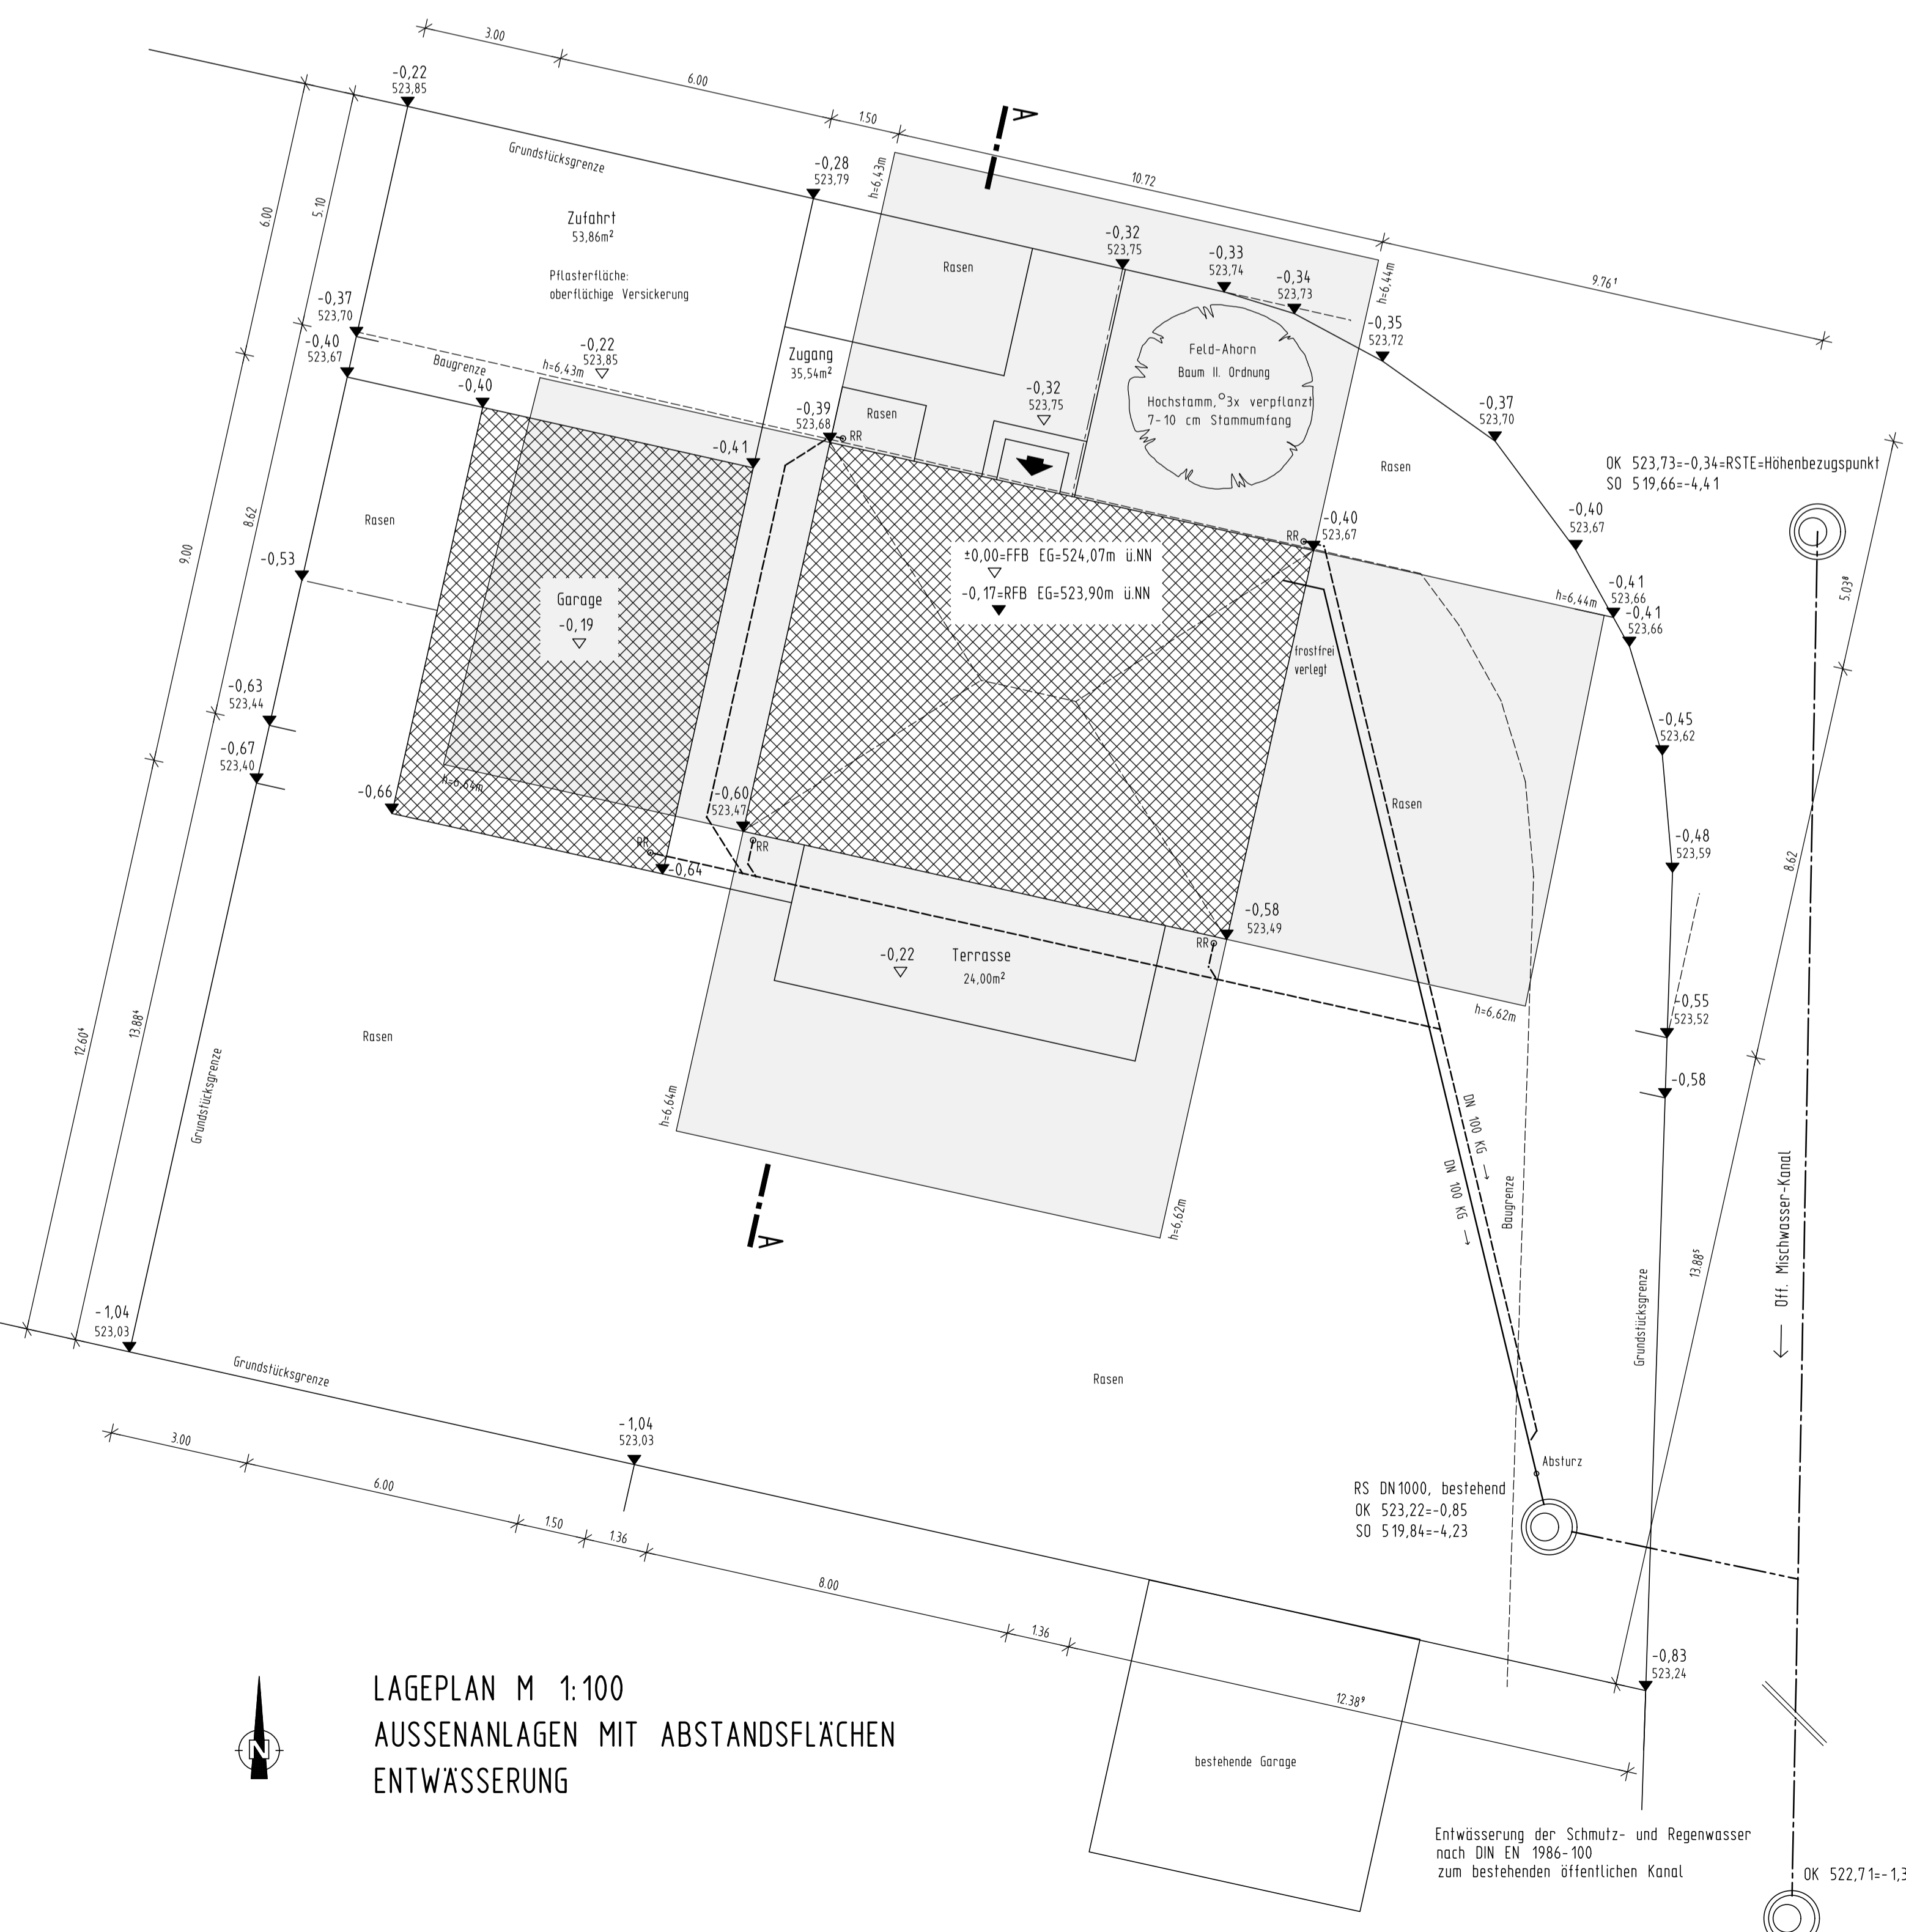 3.00
6.00
1.50
10.72
9.76¹
A
-0,22
523,85
Grundstücksgrenze
-0,28
523,79
h=6,43m
6.00
5.10
Zufahrt
53,86m²
Pflasterfläche:
oberflächige Versickerung
Rasen
-0,32
523,75
-0,33
523,74
-0,34
523,73
h=6,44m
-0,35
523,72
-0,37
523,70
-0,40
523,67
Baugrenze
h=6,43m
-0,22
523,85
Zugang
35,54m²
-0,40
-0,39
523,68
RR
Rasen
-0,32
523,75
Feld-Ahorn
Baum II. Ordnung
Hochstamm, 3x verpflanzt
7-10 cm Stammumfang
-0,37
523,70
Rasen
OK 523,73=-0,34=RSTE=Höhenbezugspunkt
SO 519,66=-4,41
-0,41
Rasen
8.62
9.00
-0,53
RR
-0,40
523,67
-0,40
523,67
±0,00=FFB EG=524,07m ü.NN
-0,17=RFB EG=523,90m ü.NN
Garage
-0,19
h=6,44m
-0,41
523,66
-0,41
523,66
5.03⁸
frostfrei
verlegt
-0,63
523,44
-0,67
523,40
-0,45
523,62
-0,66
h=6,64m
-0,60
523,47
RR
RR
-0,64
Rasen
-0,48
523,59
8.62
-0,58
523,49
RR
-0,22
Terrasse
24,00m²
h=6,62m
-0,55
523,52
-0,58
12.60⁴
13.88⁴
Rasen
Grundstücksgrenze
h=6,64m
h=6,62m
A
DN 100 KG →
DN 100 KG →
Baugrenze
Grundstücksgrenze
13.88⁵
← Off. Mischwasser-Kanal
-1,04
523,03
Grundstücksgrenze
Rasen
-1,04
523,03
3.00
6.00
1.50
1.36
8.00
1.36
12.38⁹
Absturz
RS DN1000, bestehend
OK 523,22=-0,85
SO 519,84=-4,23
-0,83
523,24
N
LAGEPLAN M 1:100
AUSSENANLAGEN MIT ABSTANDSFLÄCHEN
ENTWÄSSERUNG
bestehende Garage
Entwässerung der Schmutz- und Regenwasser
nach DIN EN 1986-100
zum bestehenden öffentlichen Kanal
OK 522,71=-1,3